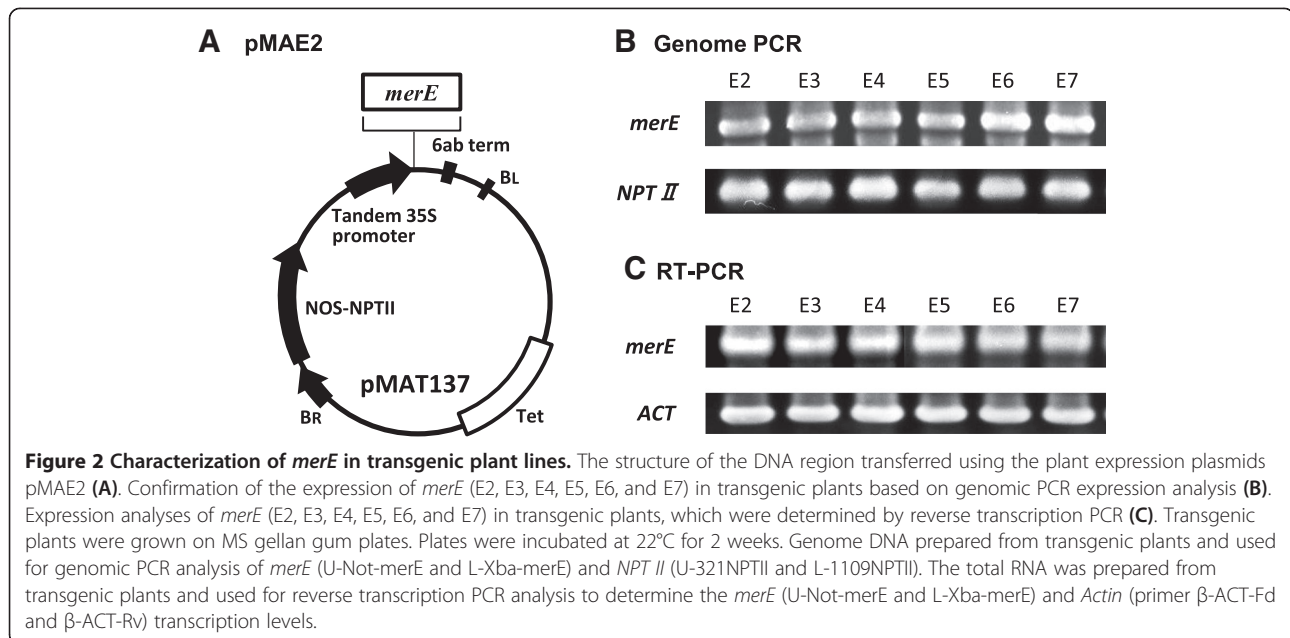 A pMAE2
merE
6ab term
BL
Tandem 35S
promoter
NOS-NPTII
pMAT137
BR
Tet
B Genome PCR
E2 E3 E4 E5 E6 E7
merE
NPT II
C RT-PCR
E2 E3 E4 E5 E6 E7
merE
ACT
Figure 2 Characterization of merE in transgenic plant lines. The structure of the DNA region transferred using the plant expression plasmids
pMAE2 (A). Confirmation of the expression of merE (E2, E3, E4, E5, E6, and E7) in transgenic plants based on genomic PCR expression analysis (B).
Expression analyses of merE (E2, E3, E4, E5, E6, and E7) in transgenic plants, which were determined by reverse transcription PCR (C). Transgenic
plants were grown on MS gellan gum plates. Plates were incubated at 22°C for 2 weeks. Genome DNA prepared from transgenic plants and used
for genomic PCR analysis of merE (U-Not-merE and L-Xba-merE) and NPT II (U-321NPTII and L-1109NPTII). The total RNA was prepared from
transgenic plants and used for reverse transcription PCR analysis to determine the merE (U-Not-merE and L-Xba-merE) and Actin (primer β-ACT-Fd
and β-ACT-Rv) transcription levels.